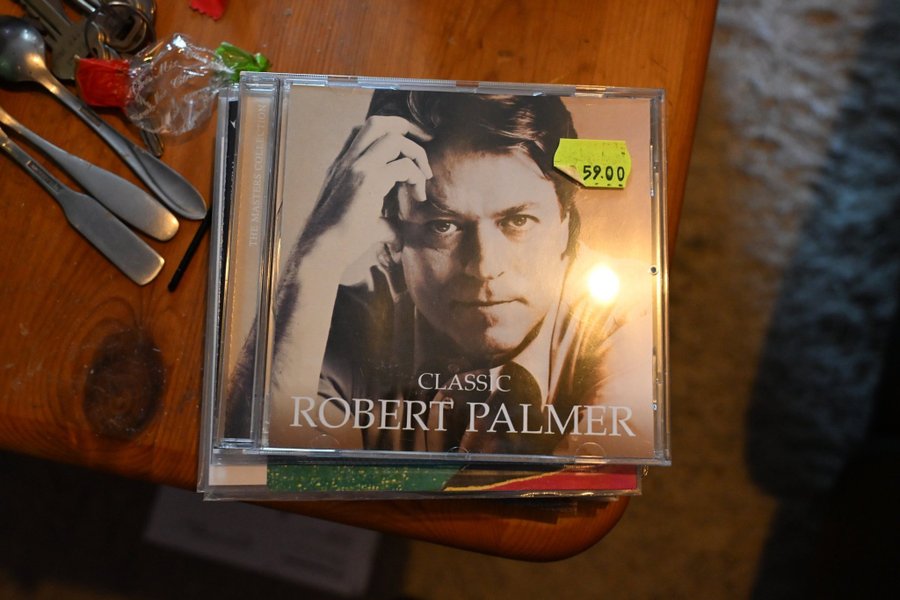 THE MASTERS COLLECTION
59.00
CLASSIC
ROBERT PALMER